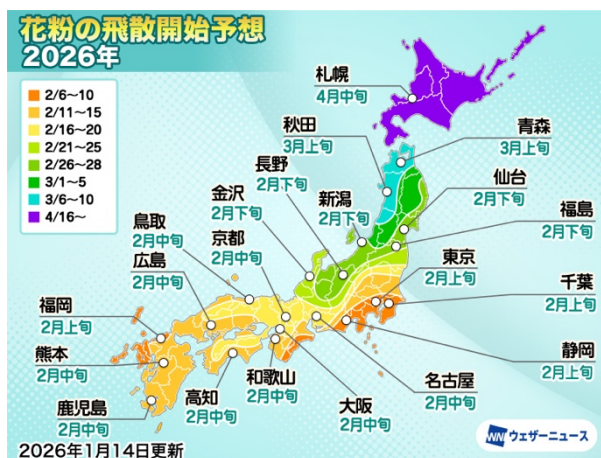 花粉の飛散開始予想
2026年
2/6~10
2/11~15
2/16~20
2/21~25
2/26~28
3/1~5
3/6~10
4/16~
札幌
4月中旬
秋田
3月上旬
青森
3月上旬
長野
2月下旬
仙台
2月下旬
金沢
2月下旬
新潟
2月下旬
福島
2月下旬
鳥取
2月中旬
京都
2月中旬
東京
2月上旬
広島
2月中旬
千葉
2月上旬
福岡
2月上旬
静岡
2月上旬
熊本
2月中旬
名古屋
2月中旬
和歌山
2月中旬
高知
2月中旬
大阪
2月中旬
鹿児島
2月中旬
2026年1月14日更新
WN ウェザーニュース